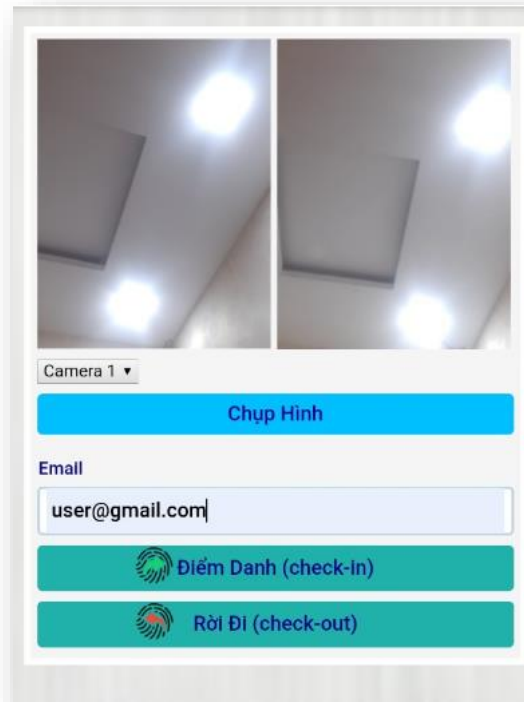 Camera 1
Chụp Hình
Email
user@gmail.com
Điểm Danh (check-in)
Rời Đi (check-out)